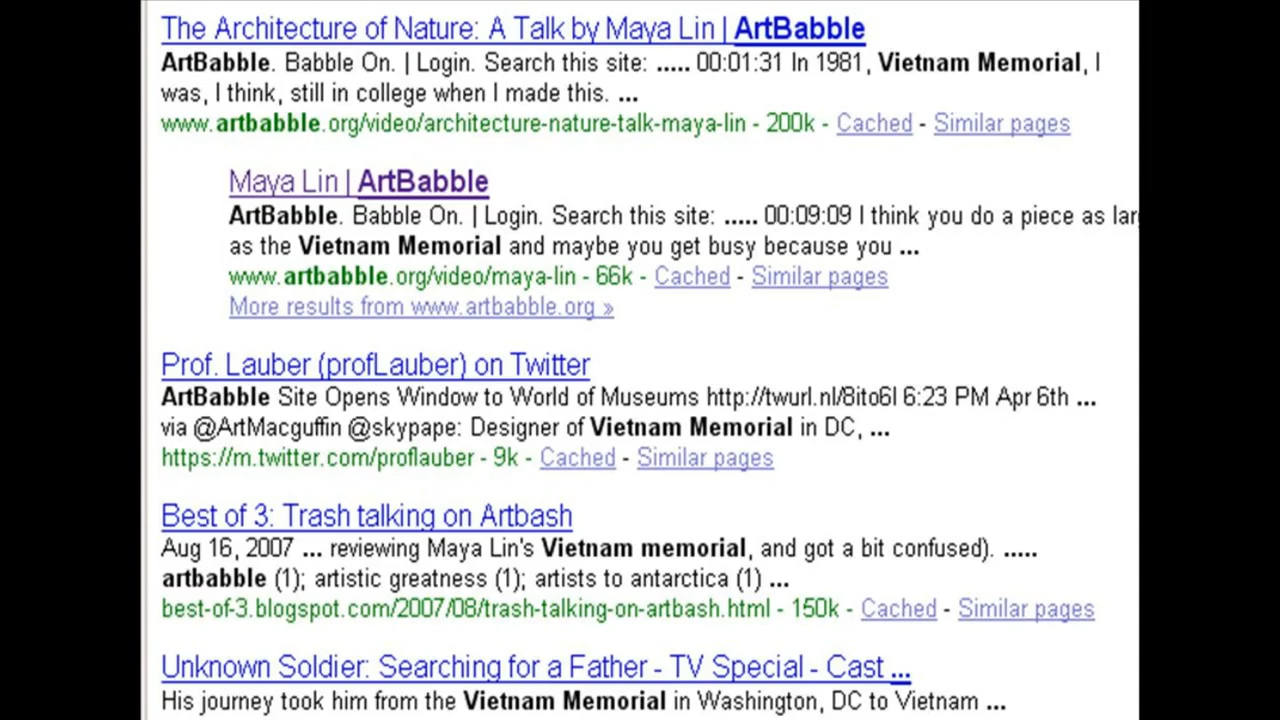 The Architecture of Nature: A Talk by Maya Lin | ArtBabble
ArtBabble. Babble On. | Login. Search this site: ..... 00:01:31 In 1981, Vietnam Memorial, I
was, I think, still in college when I made this. ...
www.artbabble.org/video/architecture-nature-talk-maya-lin - 200k - Cached - Similar pages
Maya Lin | ArtBabble
ArtBabble. Babble On. | Login. Search this site: ..... 00:09:09 I think you do a piece as
as the Vietnam Memorial and maybe you get busy because you ...
www.artbabble.org/video/maya-lin - 66k - Cached - Similar pages
More results from www.artbabble.org »
Prof. Lauber (profLauber) on Twitter
ArtBabble Site Opens Window to World of Museums http://twurl.nl/8ito6l 6:23 PM Apr 6th ...
via @ArtMacguffin @skypape: Designer of Vietnam Memorial in DC, ...
https://m.twitter.com/proflauber - 9k - Cached - Similar pages
Best of 3: Trash talking on Artbash
Aug 16, 2007 ... reviewing Maya Lin's Vietnam memorial, and got a bit confused). .....
artbabble (1); artistic greatness (1); artists to antarctica (1) ...
best-of-3.blogspot.com/2007/08/trash-talking-on-artbash.html - 150k - Cached - Similar pages
Unknown Soldier: Searching for a Father - TV Special - Cast ...
His journey took him from the Vietnam Memorial in Washington, DC to Vietnam ...